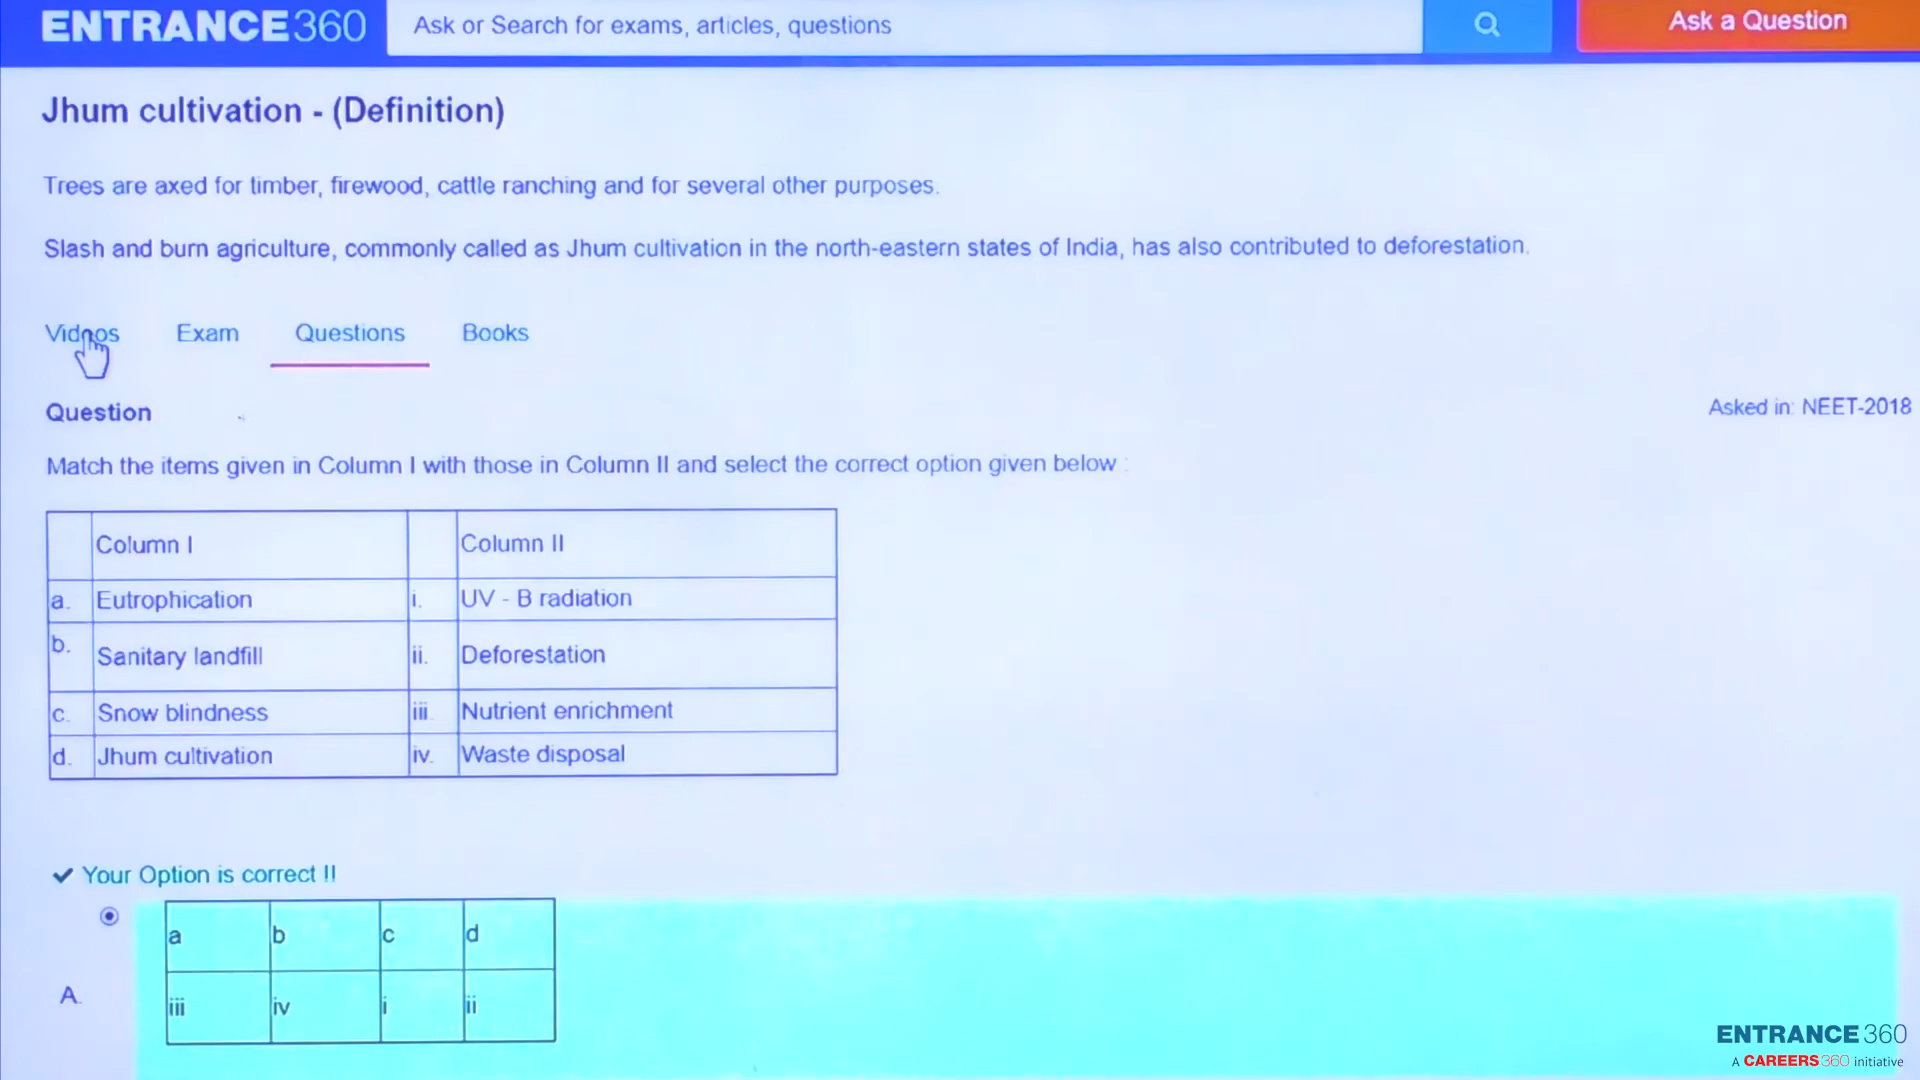 ENTRANCE360 Ask or Search for exams, articles, questions Ask a Question
Jhum cultivation - (Definition)
Trees are axed for timber, firewood, cattle ranching and for several other purposes.
Slash and burn agriculture, commonly called as Jhum cultivation in the north-eastern states of India, has also contributed to deforestation.
Videos Exam Questions Books
Question Asked in: NEET-2018
Match the items given in Column I with those in Column II and select the correct option given below :
Column I Column II
a. Eutrophication i. UV - B radiation
b. Sanitary landfill ii. Deforestation
c. Snow blindness iii. Nutrient enrichment
d. Jhum cultivation iv. Waste disposal
Your Option is correct !!
a b c d
A. iii iv i ii
ENTRANCE360
A CAREERS360 initiative